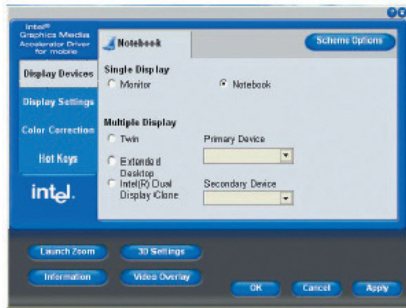 intel®
Graphics Media
Accelerator Driver
for mobile
Notebook
Scheme Options
Display Devices
Display Settings
Color Correction
Hot Keys
intel.
Single Display
Monitor
Notebook
Multiple Display
Twin
Primary Device
Extended
Desktop
Intel(R) Dual
Display Clone
Secondary Device
Launch Zoom
3D Settings
Information
Video Overlay
OK
Cancel
Apply